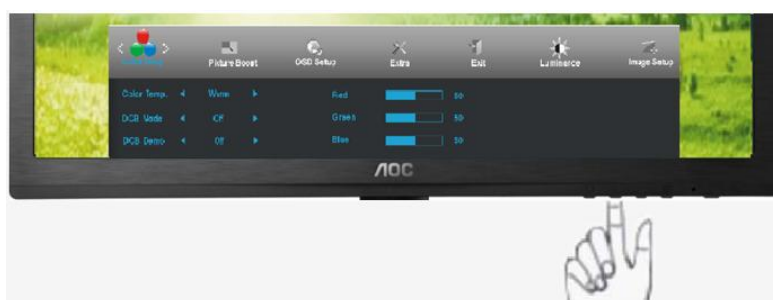 Picture Boost OSD Setup Extra Exit Luminance Image Setup
Color Temp. Warm Red 50
DCB Mode Off Green 50
DCB Demo Off Blue 50
AOC